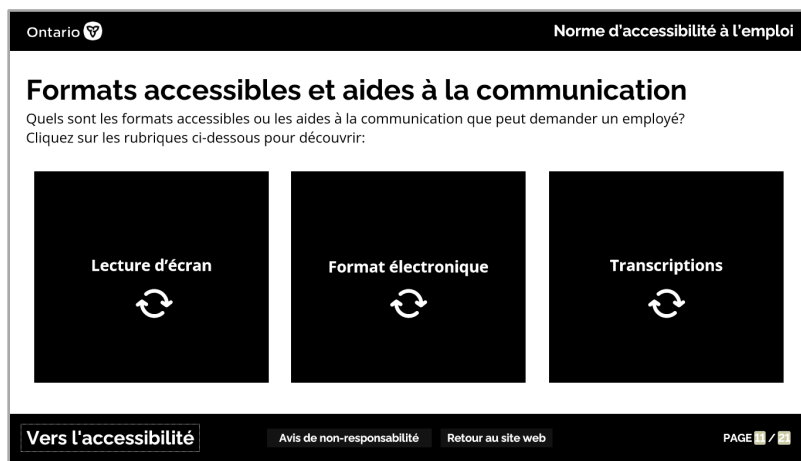 Ontario
Norme d'accessibilité à l'emploi
Formats accessibles et aides à la communication
Quels sont les formats accessibles ou les aides à la communication que peut demander un employé?
Cliquez sur les rubriques ci-dessous pour découvrir:
Lecture d'écran
Format électronique
Transcriptions
Vers l'accessibilité
Avis de non-responsabilité
Retour au site web
PAGE 11 / 21